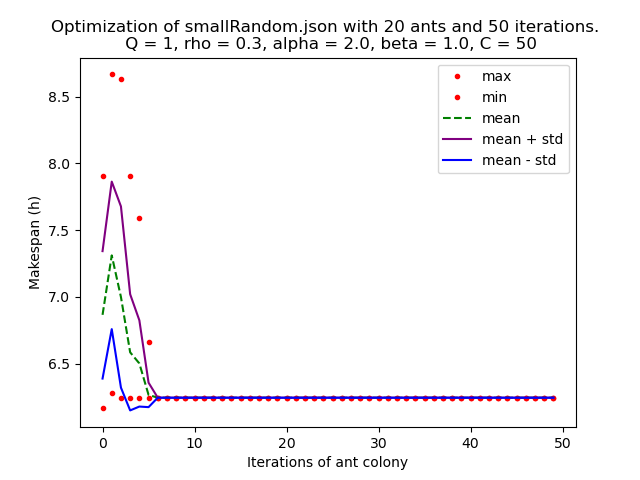 Optimization of smallRandom.json with 20 ants and 50 iterations.
Q = 1, rho = 0.3, alpha = 2.0, beta = 1.0, C = 50
max
min
mean
mean + std
mean - std
8.5
8.0
7.5
7.0
6.5
Makespan (h)
0 10 20 30 40 50
Iterations of ant colony